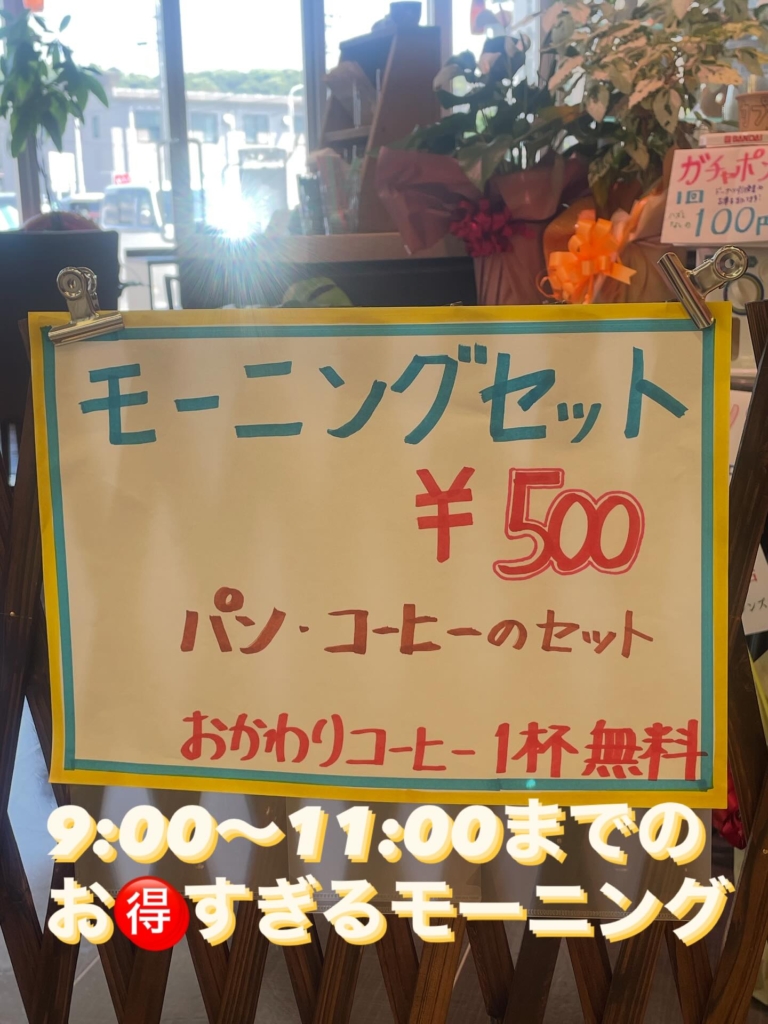 BANDAI
ガチャポン
1回
100円
モーニングセット
¥500
パン・コーヒーのセット
おかわりコーヒー1杯無料
9:00〜11:00までの
お得すぎるモーニング